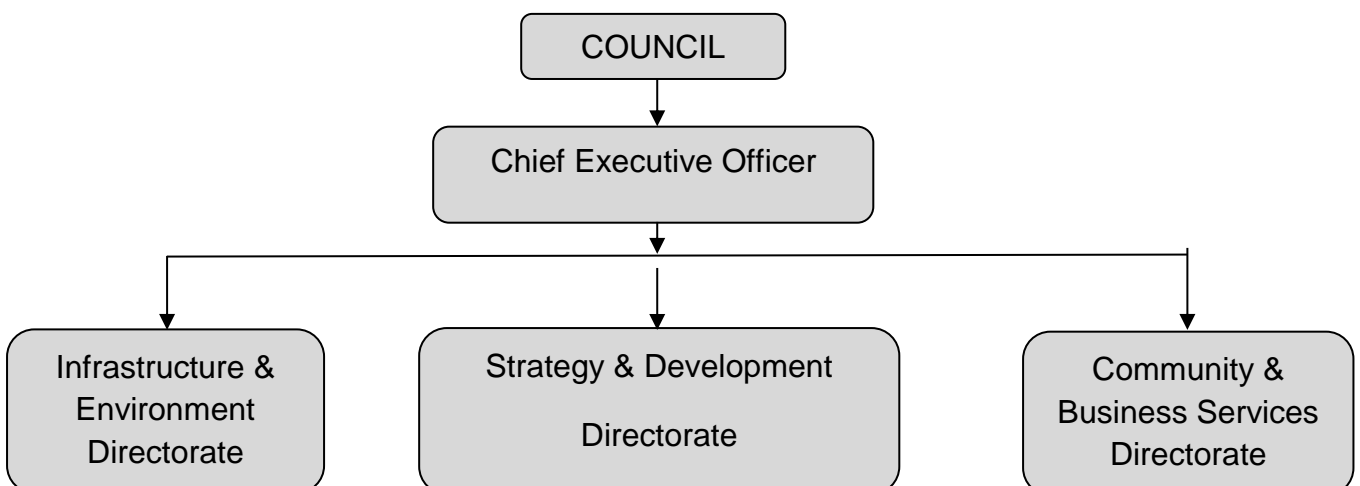 COUNCIL
Chief Executive Officer
Infrastructure &
Environment
Directorate
Strategy & Development
Directorate
Community &
Business Services
Directorate